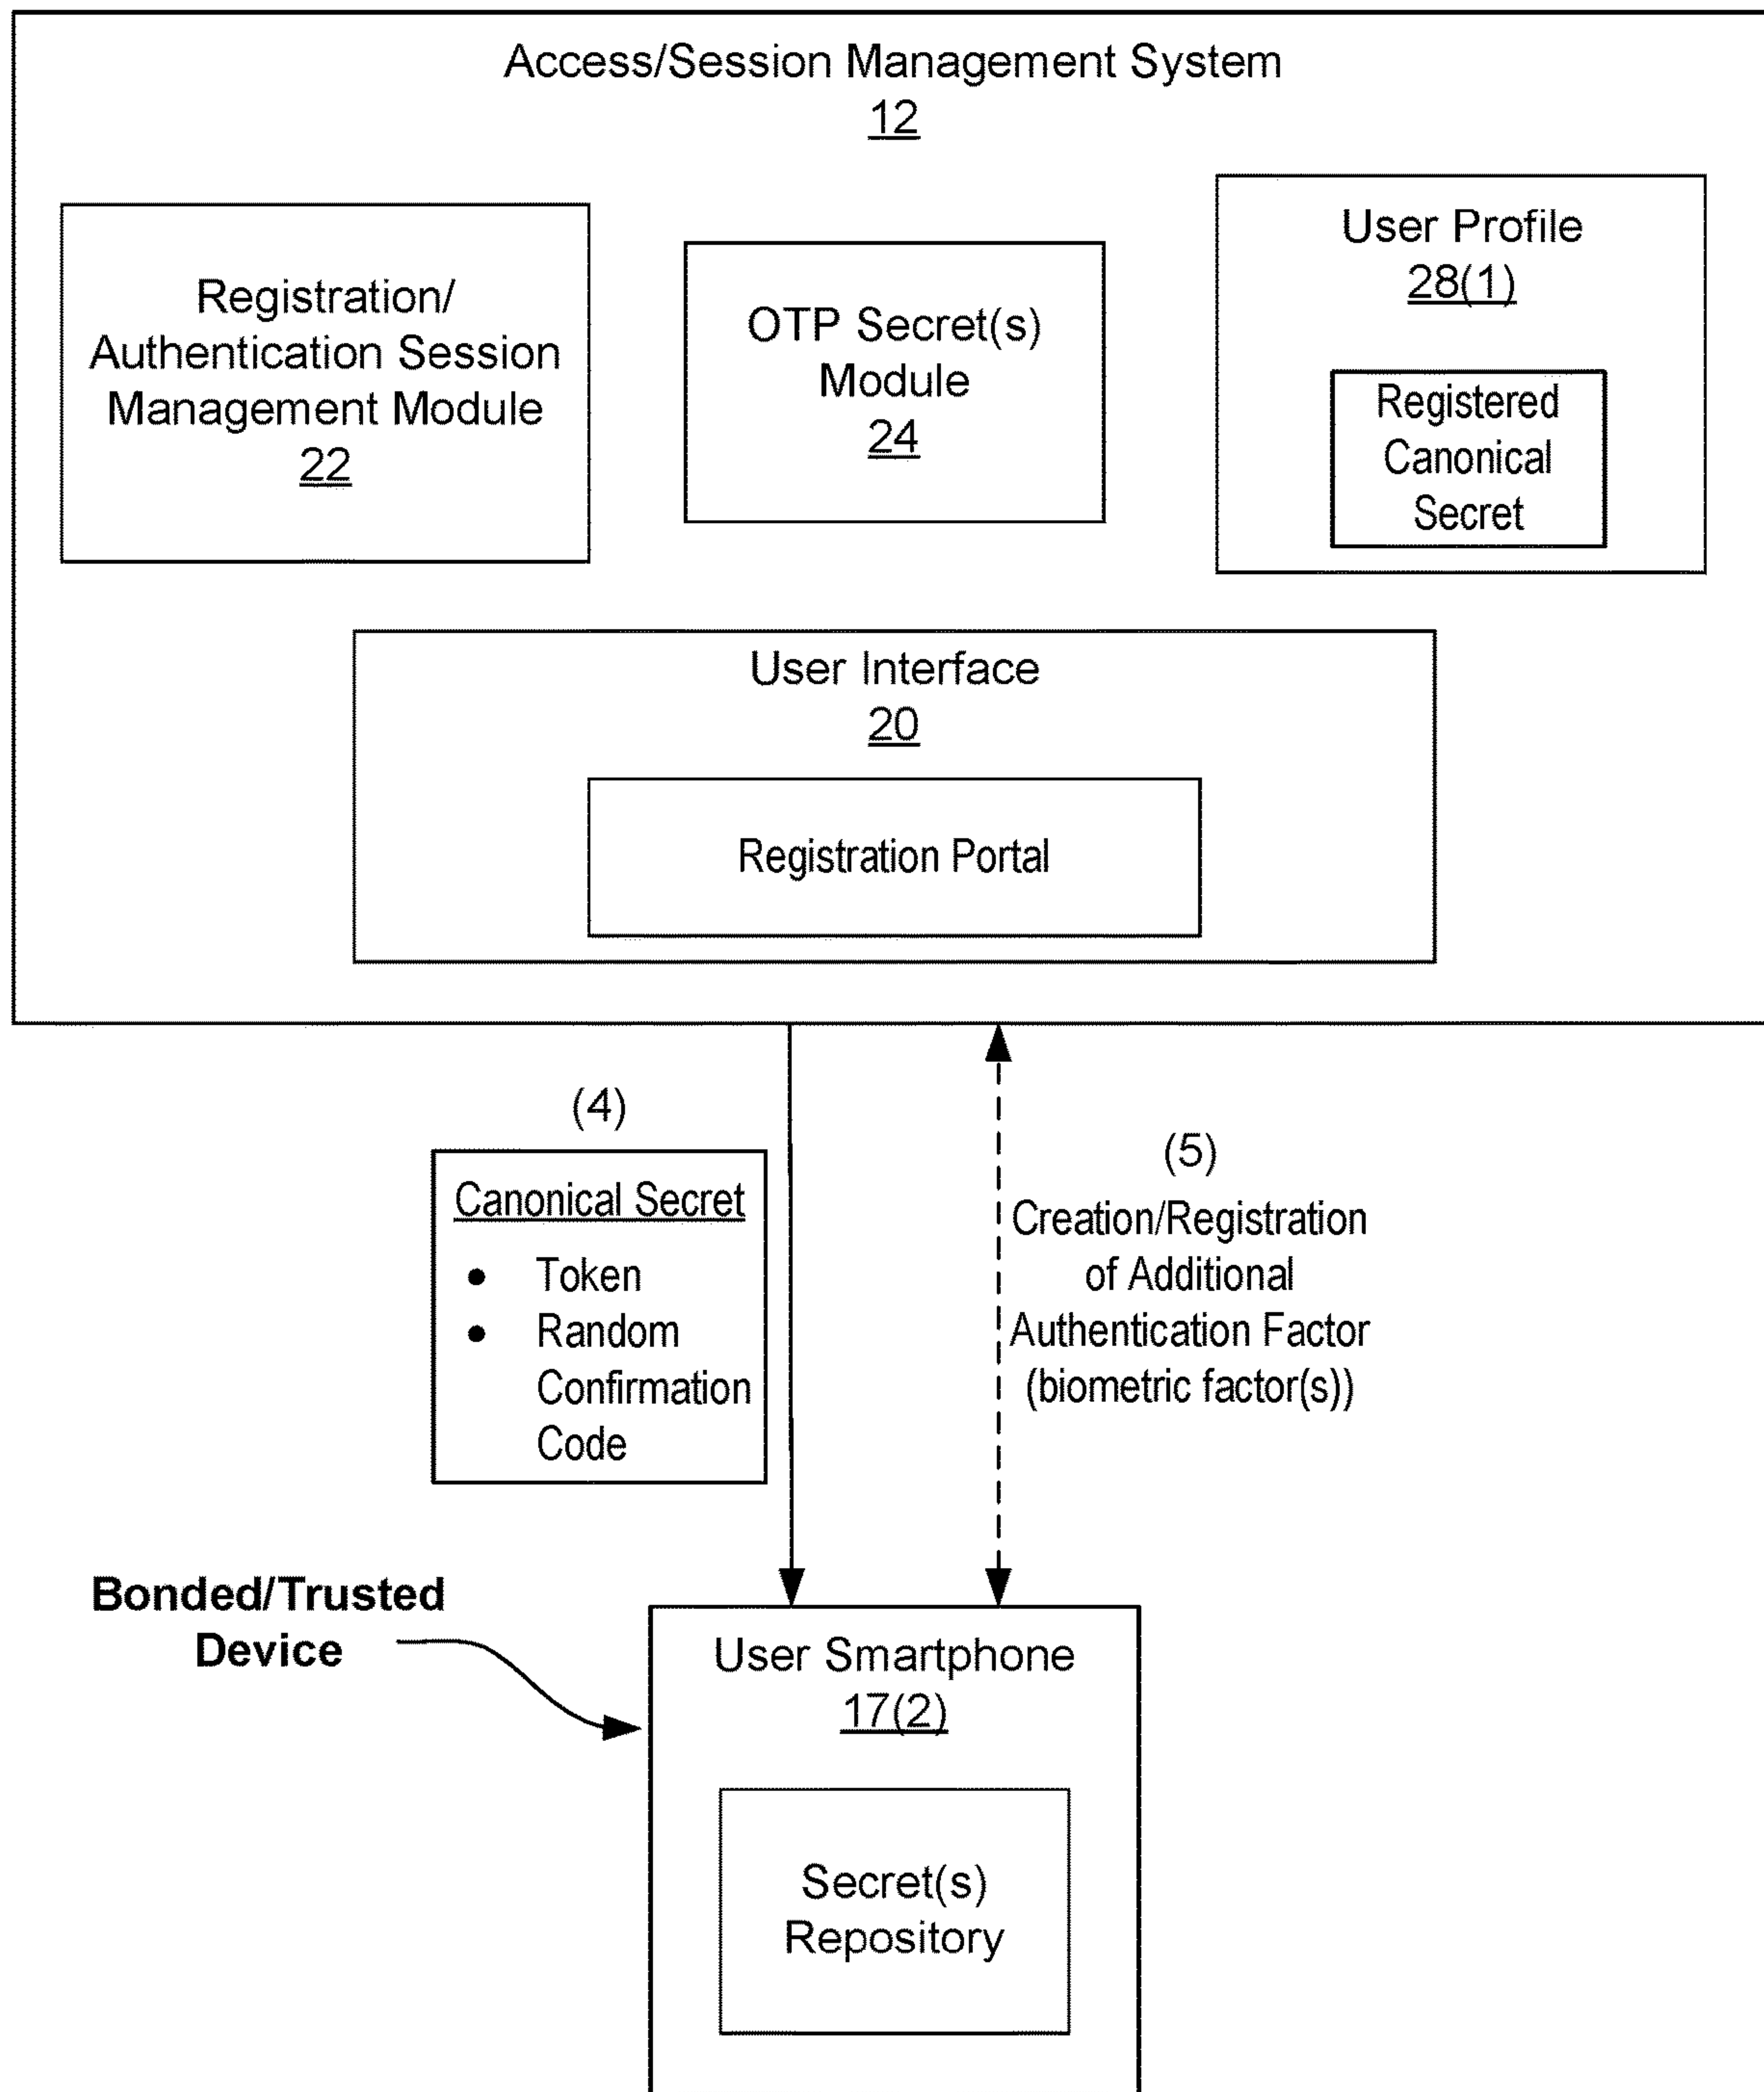 Access/Session Management System
12
Registration/
Authentication Session
Management Module
22
OTP Secret(s)
Module
24
User Profile
28(1)
Registered
Canonical
Secret
User Interface
20
Registration Portal
(4)
Canonical Secret
• Token
• Random
Confirmation
Code
(5)
Creation/Registration
of Additional
Authentication Factor
(biometric factor(s))
Bonded/Trusted
Device
User Smartphone
17(2)
Secret(s)
Repository